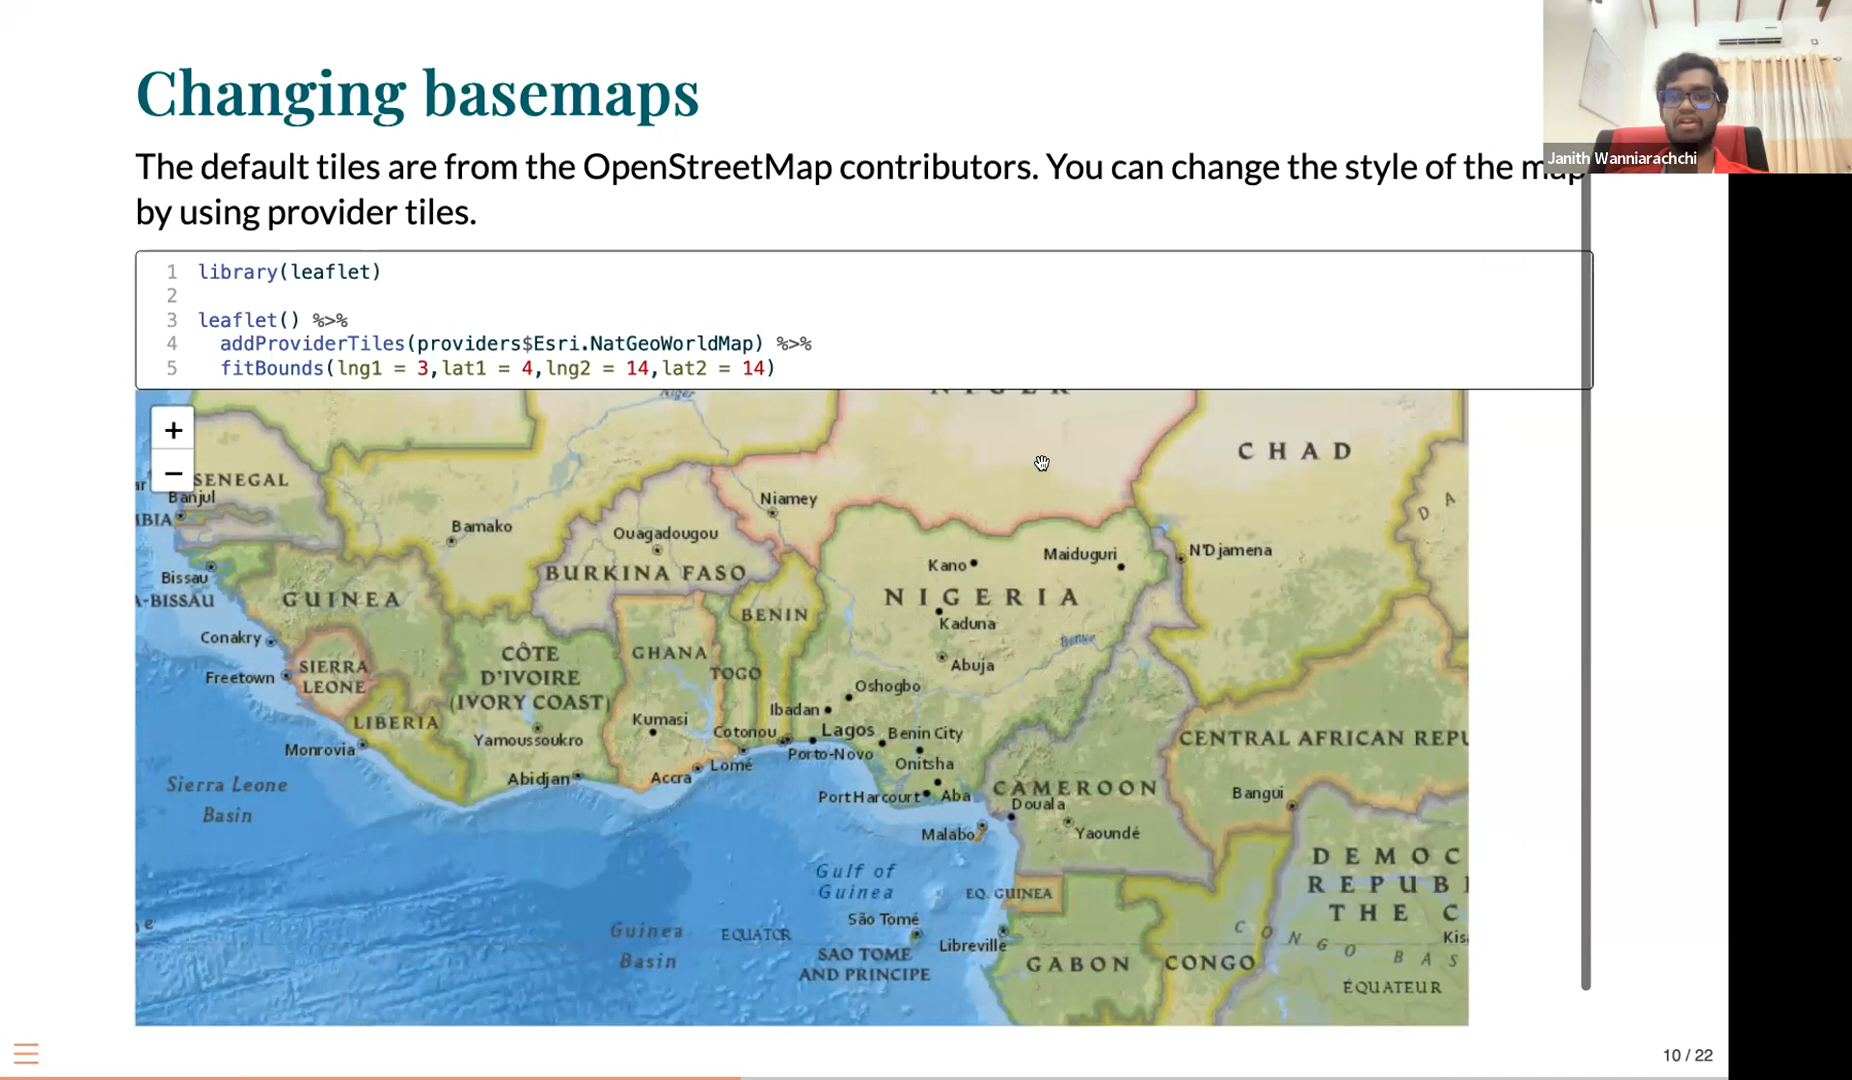 Changing basemaps
The default tiles are from the OpenStreetMap contributors. You can change the style of the map
by using provider tiles.
Janith Wanniarachchi
1 library(leaflet)
2
3 leaflet() %>%
4 addProviderTiles(providers$Esri.NatGeoWorldMap) %>%
5 fitBounds(lng1 = 3,lat1 = 4,lng2 = 14,lat2 = 14)
+
−
Niger
NIGER
CHAD
SENEGAL
Banjul
Niamey
Bamako
Ouagadougou
BURKINA FASO
Kano
Maiduguri
N'Djamena
Bissau
GUINEA
BENIN
NIGERIA
Kaduna
Benue
Conakry
SIERRA
LEONE
Freetown
CÔTE
D'IVOIRE
(IVORY COAST)
GHANA
TOGO
Abuja
Oshogbo
Ibadan
LIBERIA
Kumasi
Cotonou
Lagos
Benin City
Monrovia
Yamoussoukro
Porto-Novo
Onitsha
CENTRAL AFRICAN REPU
Abidjan
Accra
Lomé
Port Harcourt
Aba
CAMEROON
Douala
Bangui
Sierra Leone
Basin
Malabo
Yaoundé
Gulf of
Guinea
EQ. GUINEA
DEMOC
REPUB
THE C
São Tomé
Guinea
Basin
EQUATOR
Libreville
SAO TOME
AND PRINCIPE
GABON
CONGO
CONGO BAS
ÉQUATEUR
10 / 22